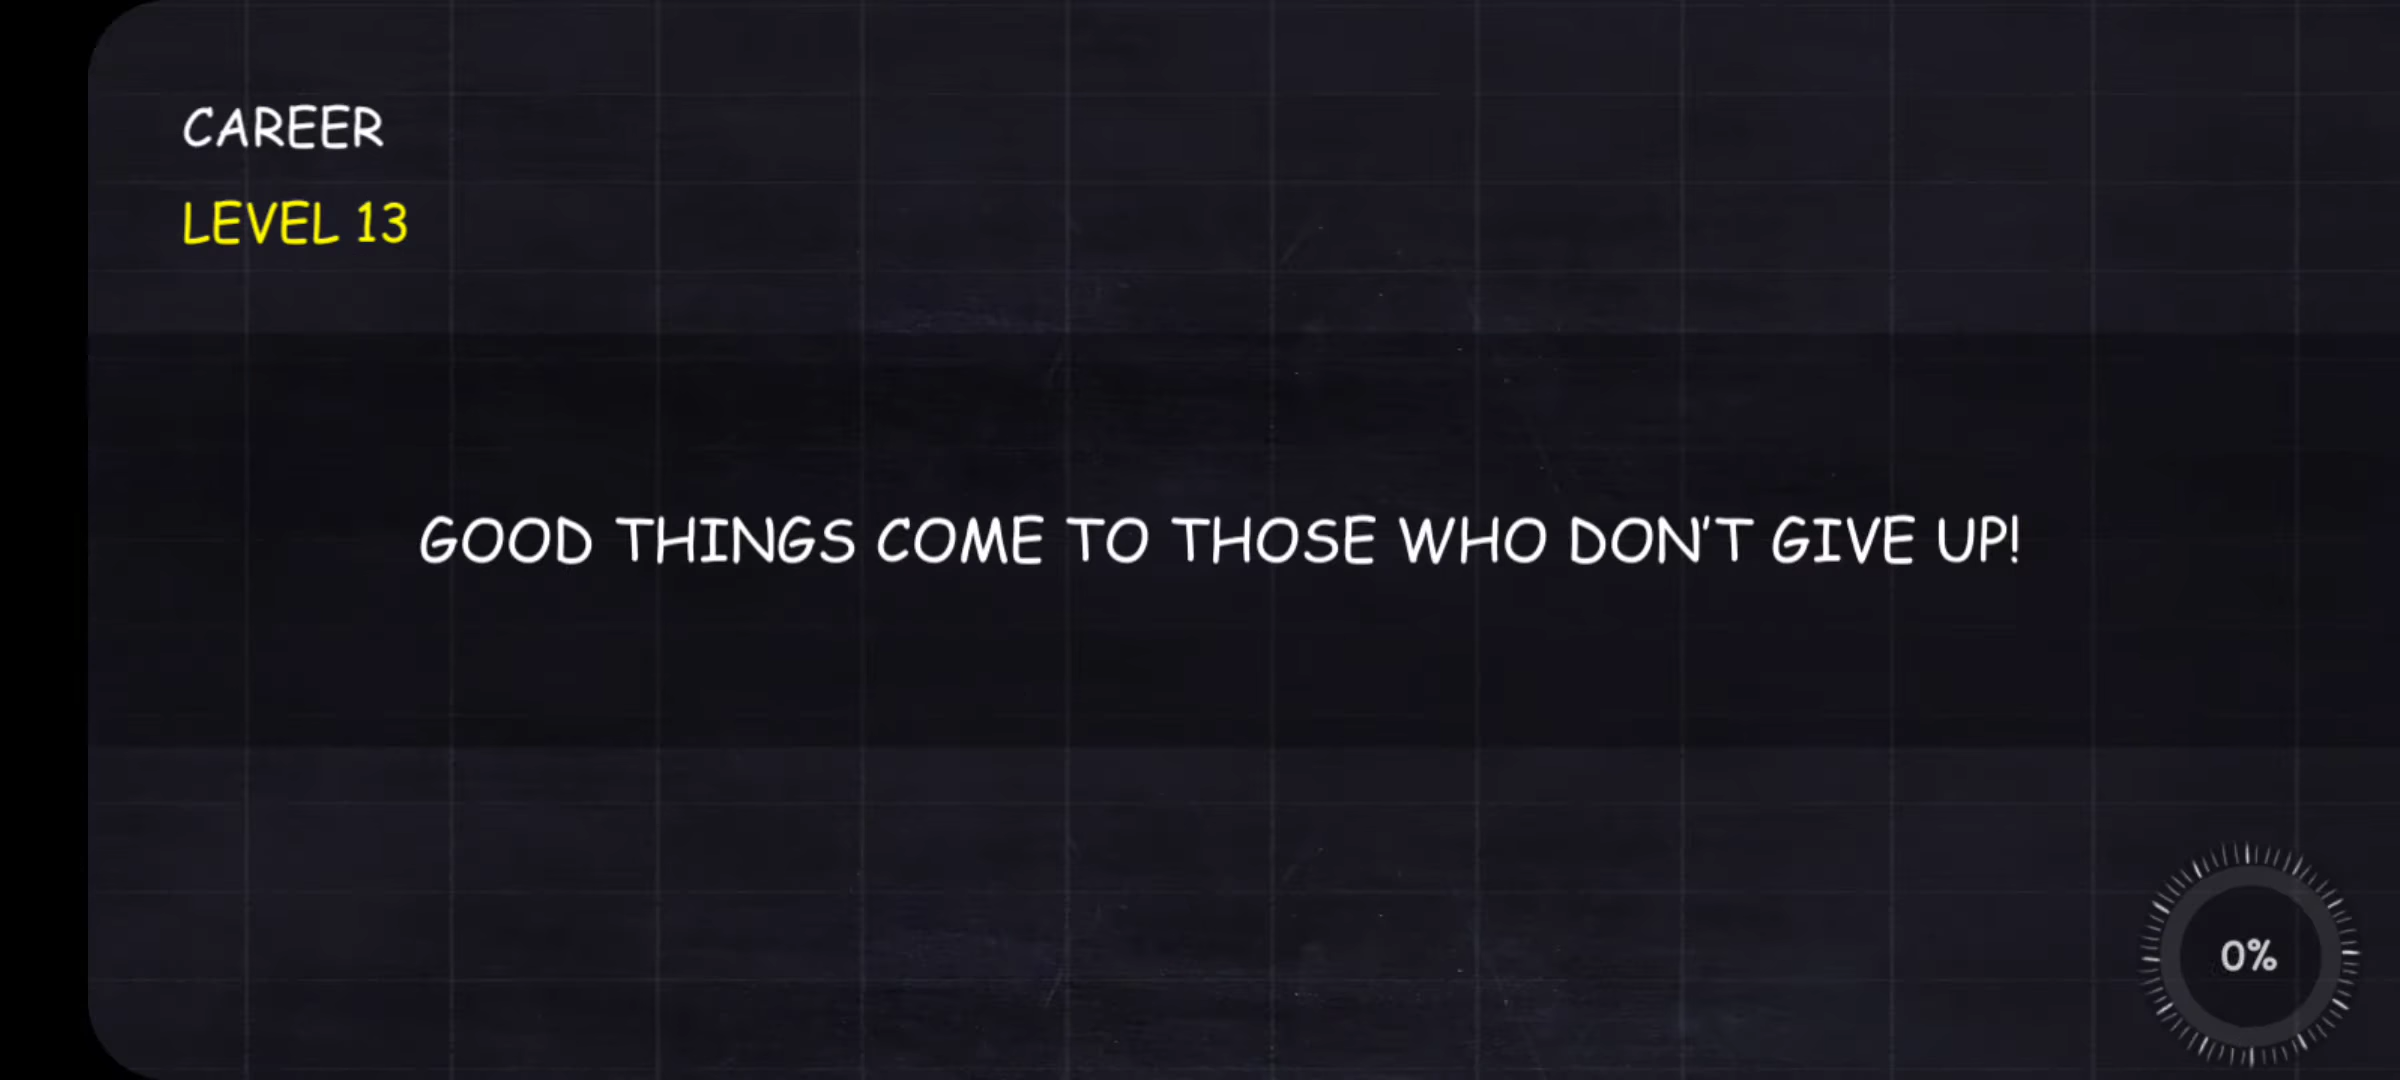 CAREER
LEVEL 13
GOOD THINGS COME TO THOSE WHO DON'T GIVE UP!
0%